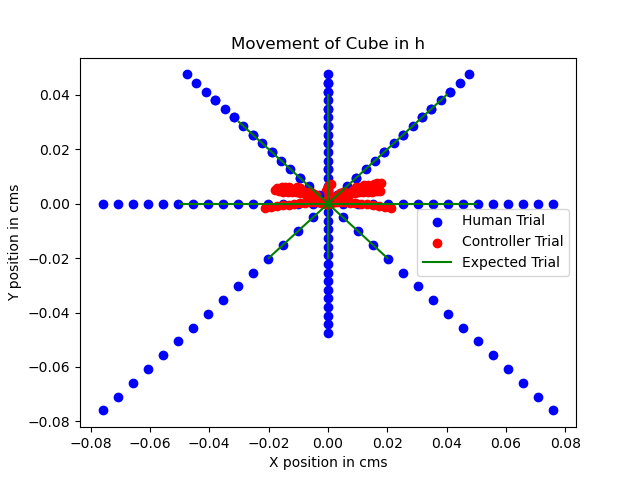 Movement of Cube in h
Y position in cms
0.04
0.02
0.00
−0.02
−0.04
−0.06
−0.08
Human Trial
Controller Trial
Expected Trial
−0.08 −0.06 −0.04 −0.02 0.00 0.02 0.04 0.06 0.08
X position in cms